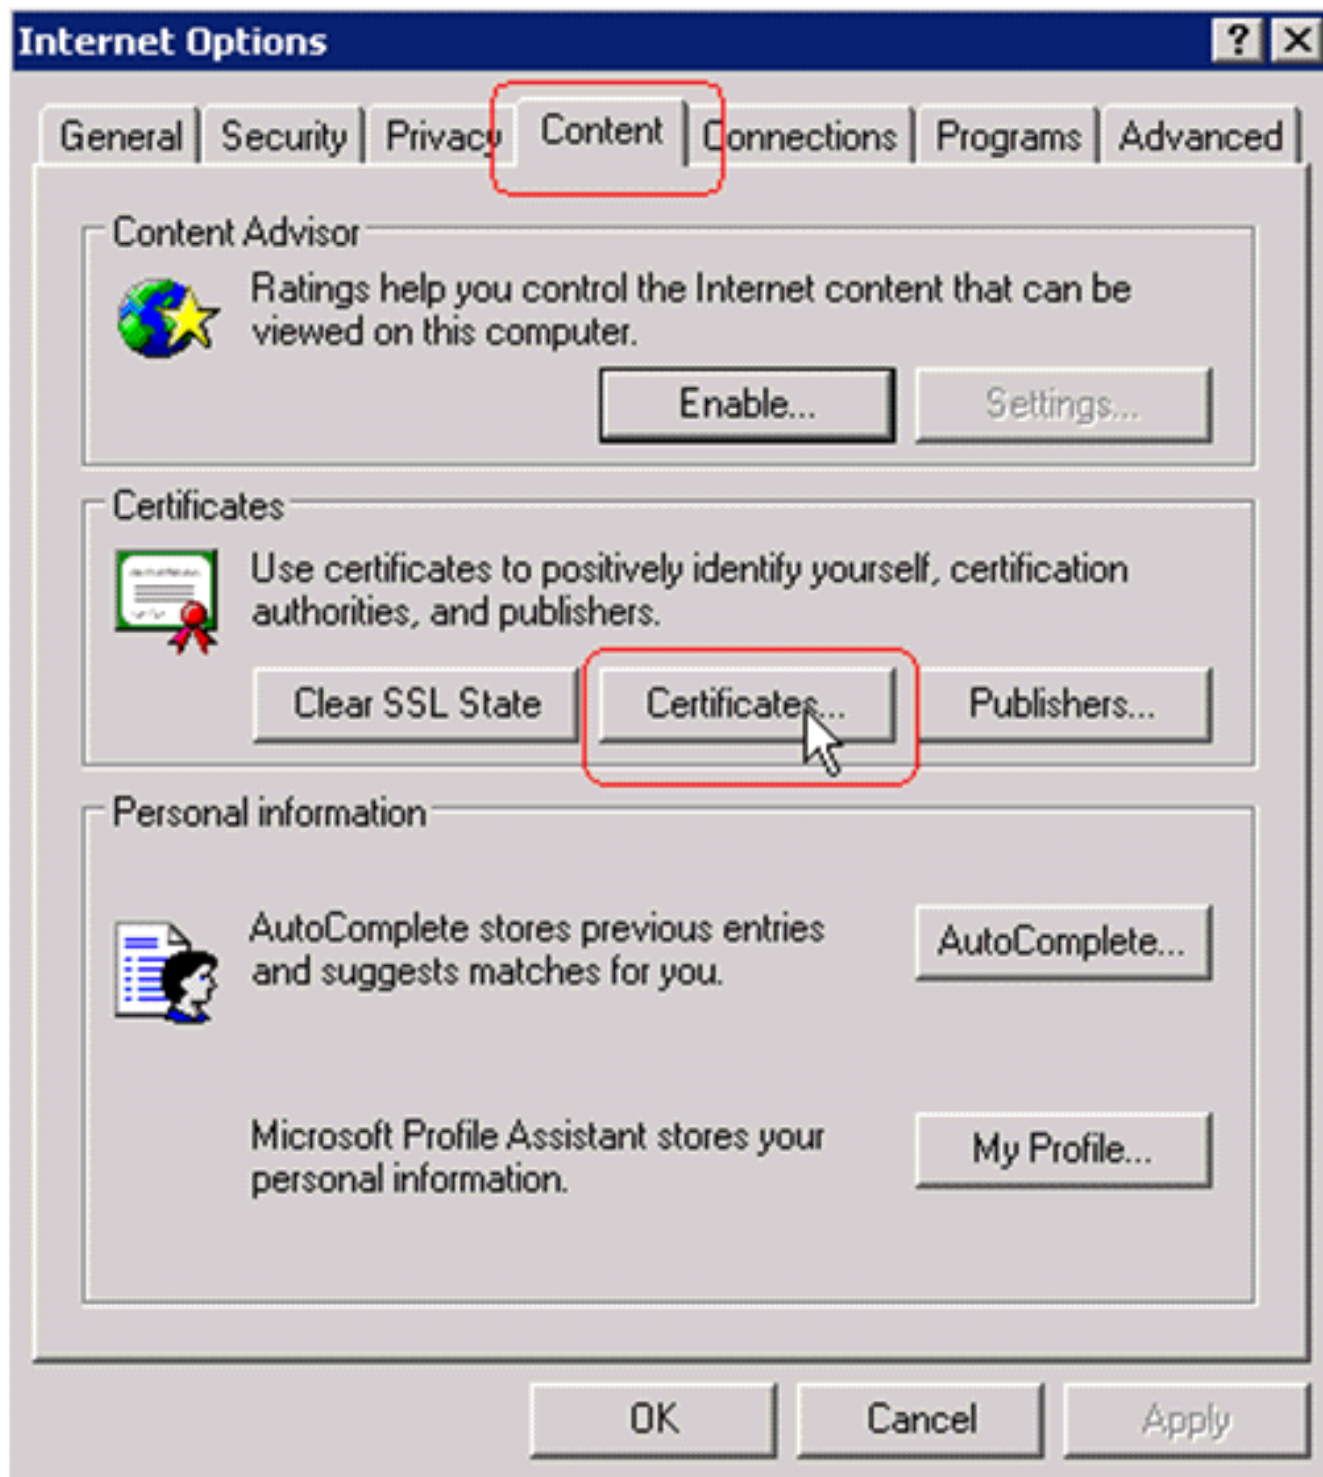 Internet Options
General Security Privacy Content Connections Programs Advanced
Content Advisor
Ratings help you control the Internet content that can be
viewed on this computer.
Enable... Settings...
Certificates
Use certificates to positively identify yourself, certification
authorities, and publishers.
Clear SSL State Certificates... Publishers...
Personal information
AutoComplete stores previous entries
and suggests matches for you.
AutoComplete...
Microsoft Profile Assistant stores your
personal information.
My Profile...
OK Cancel Apply